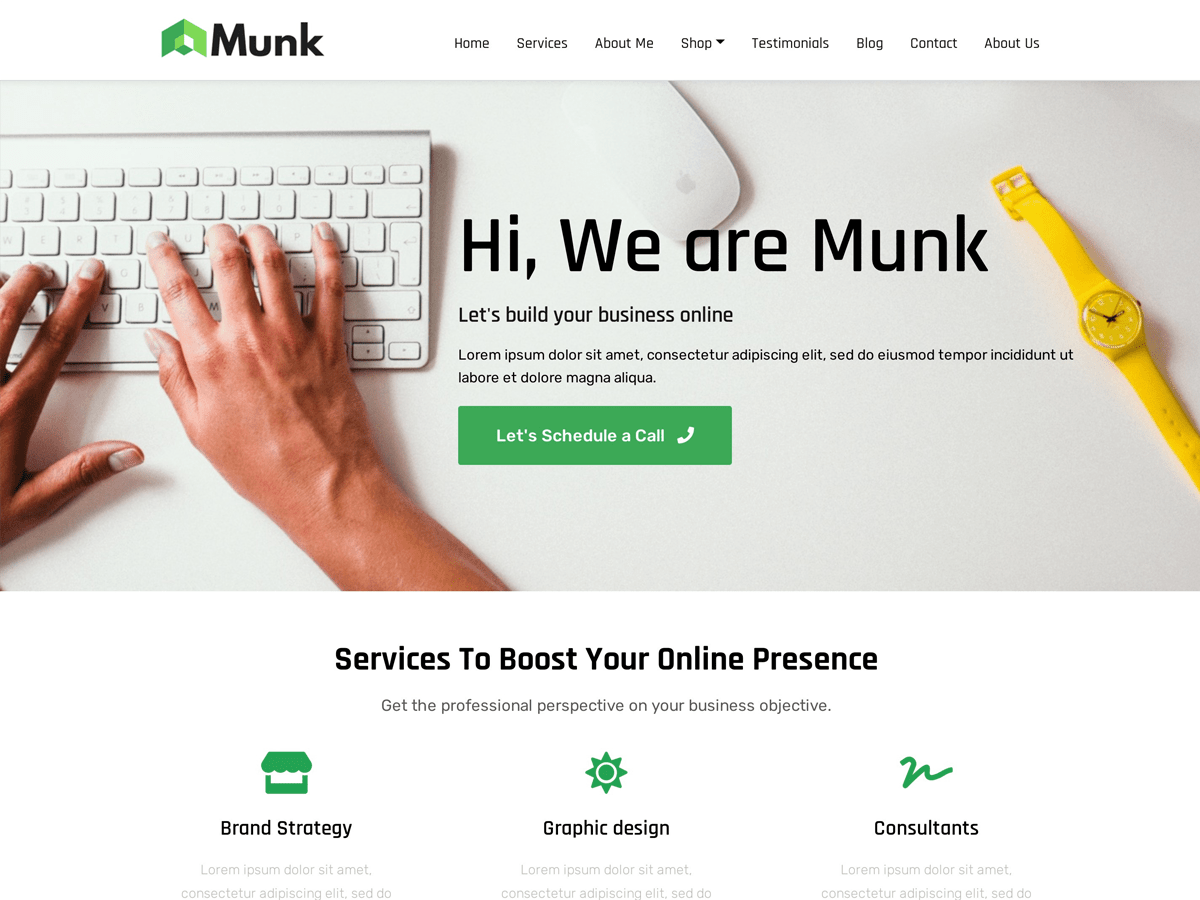 Munk
Home Services About Me Shop Testimonials Blog Contact About Us
Hi, We are Munk
Let's build your business online
Lorem ipsum dolor sit amet, consectetur adipiscing elit, sed do eiusmod tempor incididunt ut
labore et dolore magna aliqua.
Let's Schedule a Call
Services To Boost Your Online Presence
Get the professional perspective on your business objective.
Brand Strategy
Graphic design
Consultants
Lorem ipsum dolor sit amet,
consectetur adipiscing elit, sed do
Lorem ipsum dolor sit amet,
consectetur adipiscing elit, sed do
Lorem ipsum dolor sit amet,
consectetur adipiscing elit, sed do